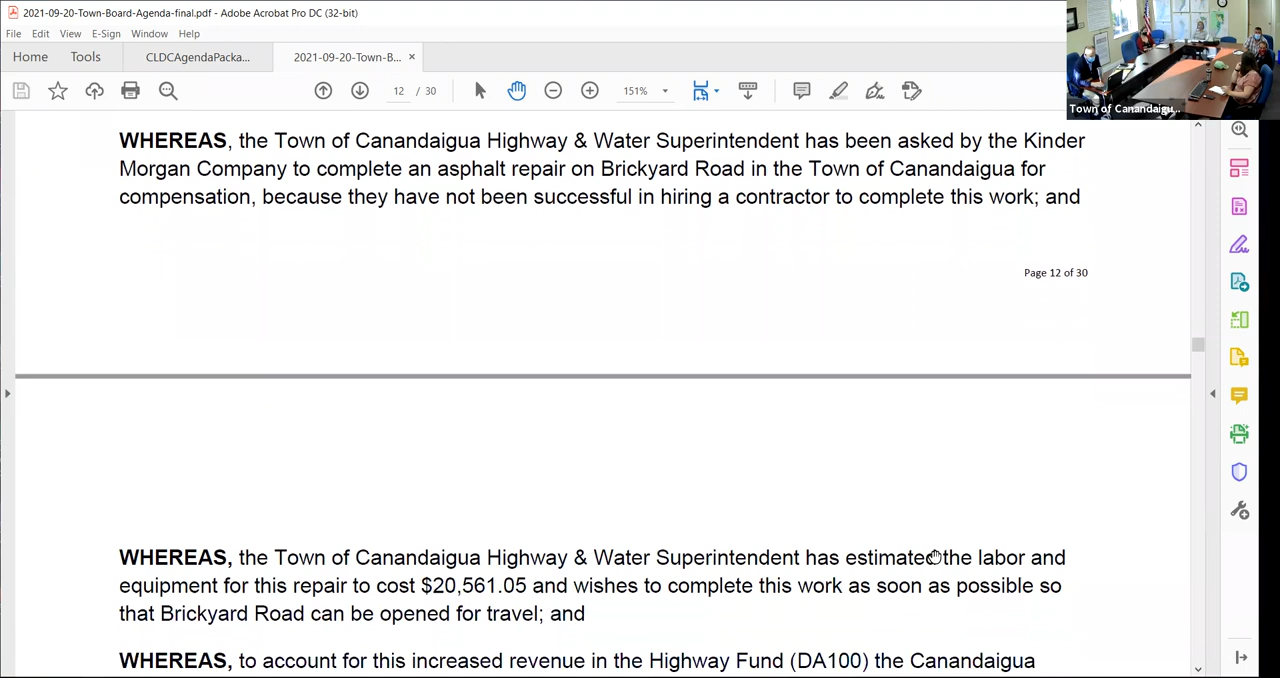 2021-09-20-Town-Board-Agenda-final.pdf - Adobe Acrobat Pro DC (32-bit)
File Edit View E-Sign Window Help
Home Tools CLDCAgendaPacka... 2021-09-20-Town-B... ×
12 / 30 151%
Town of Canandaigu...
WHEREAS, the Town of Canandaigua Highway & Water Superintendent has been asked by the Kinder
Morgan Company to complete an asphalt repair on Brickyard Road in the Town of Canandaigua for
compensation, because they have not been successful in hiring a contractor to complete this work; and
Page 12 of 30
WHEREAS, the Town of Canandaigua Highway & Water Superintendent has estimated the labor and
equipment for this repair to cost $20,561.05 and wishes to complete this work as soon as possible so
that Brickyard Road can be opened for travel; and
WHEREAS, to account for this increased revenue in the Highway Fund (DA100) the Canandaigua